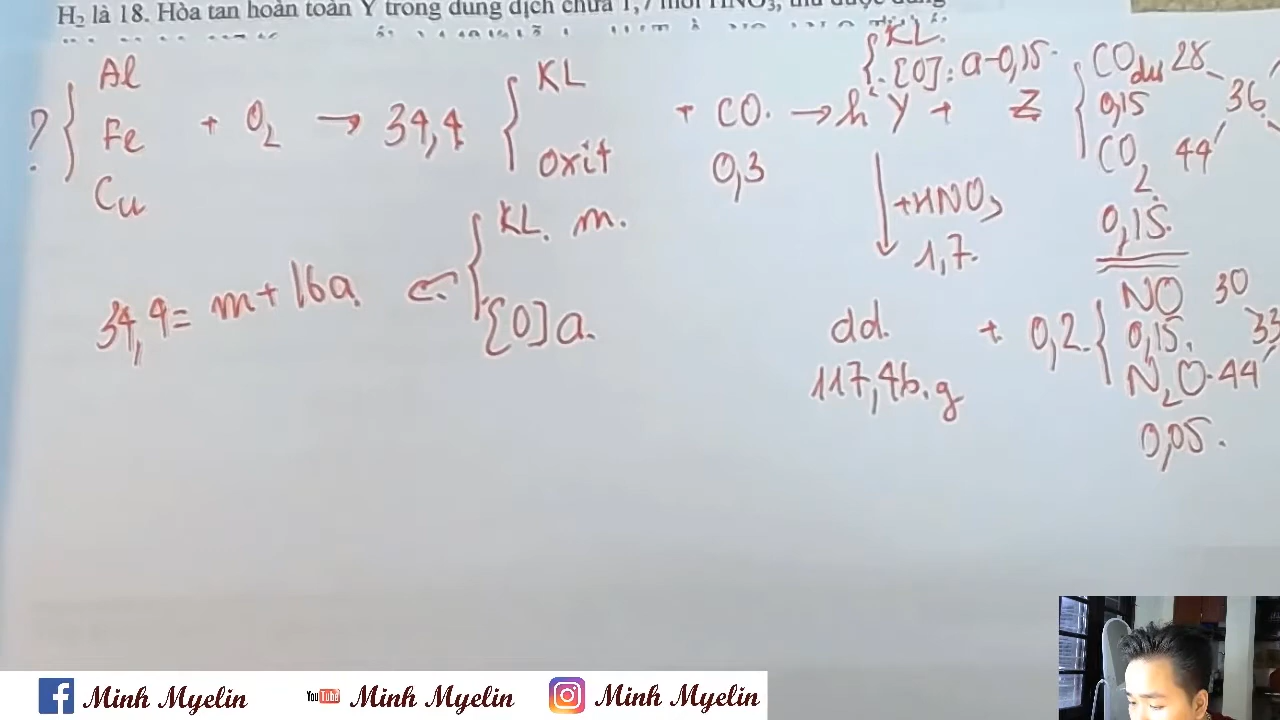 H₂ là 18. Hòa tan hoàn toàn Y trong dung dịch chứa 1,7 mol HNO₃, thu được dung
? { Al Fe Cu + O₂ → 34,4 { KL oxit + CO. → h² Y + Z { CO dư 28 0,15 CO₂ 44 36
0,3
{ KL. [O]: a-0,15.
0,15.
+HNO₃
1,7.
{ KL. m.
[O] a.
34,4 = m + 16a
dd. + 0,2. { NO 30 0,15. N₂O. 44 33
117,46.g
0,05.
Minh Myelin
YouTube Minh Myelin
Minh Myelin